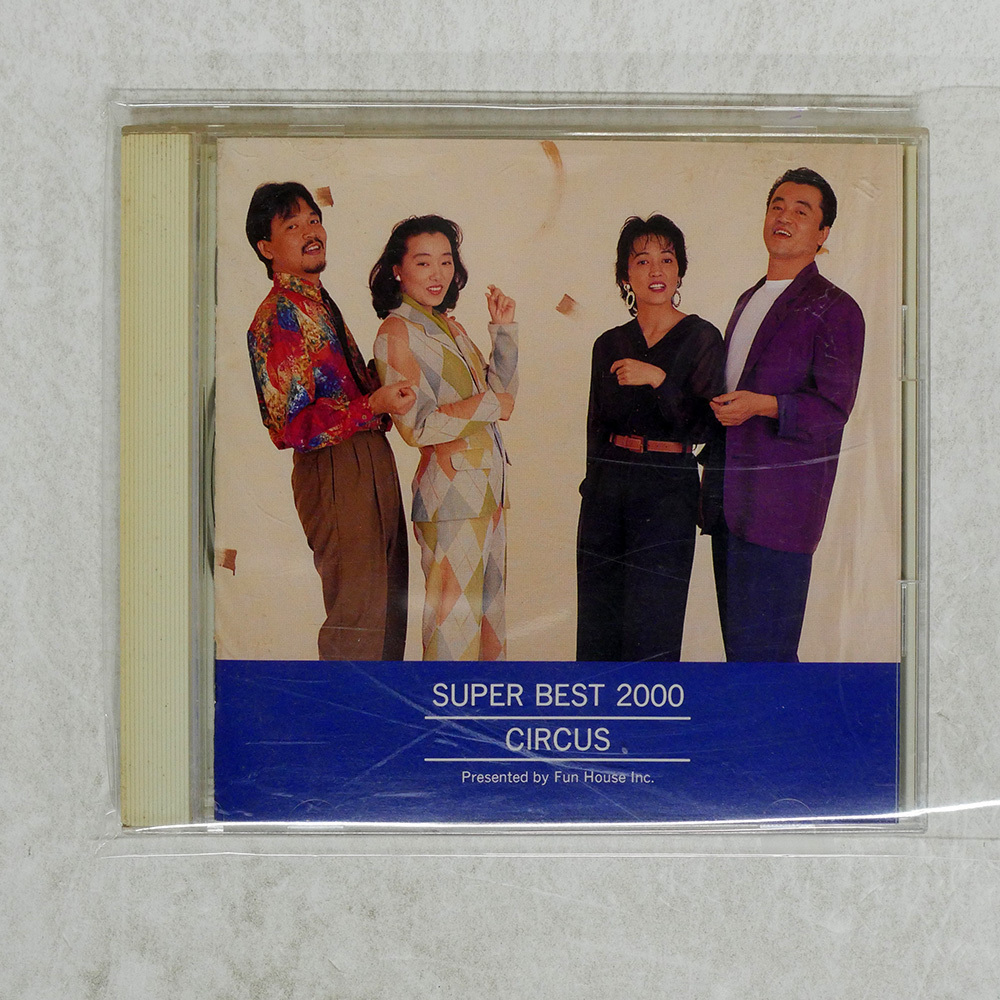 SUPER BEST 2000
CIRCUS
Presented by Fun House Inc.